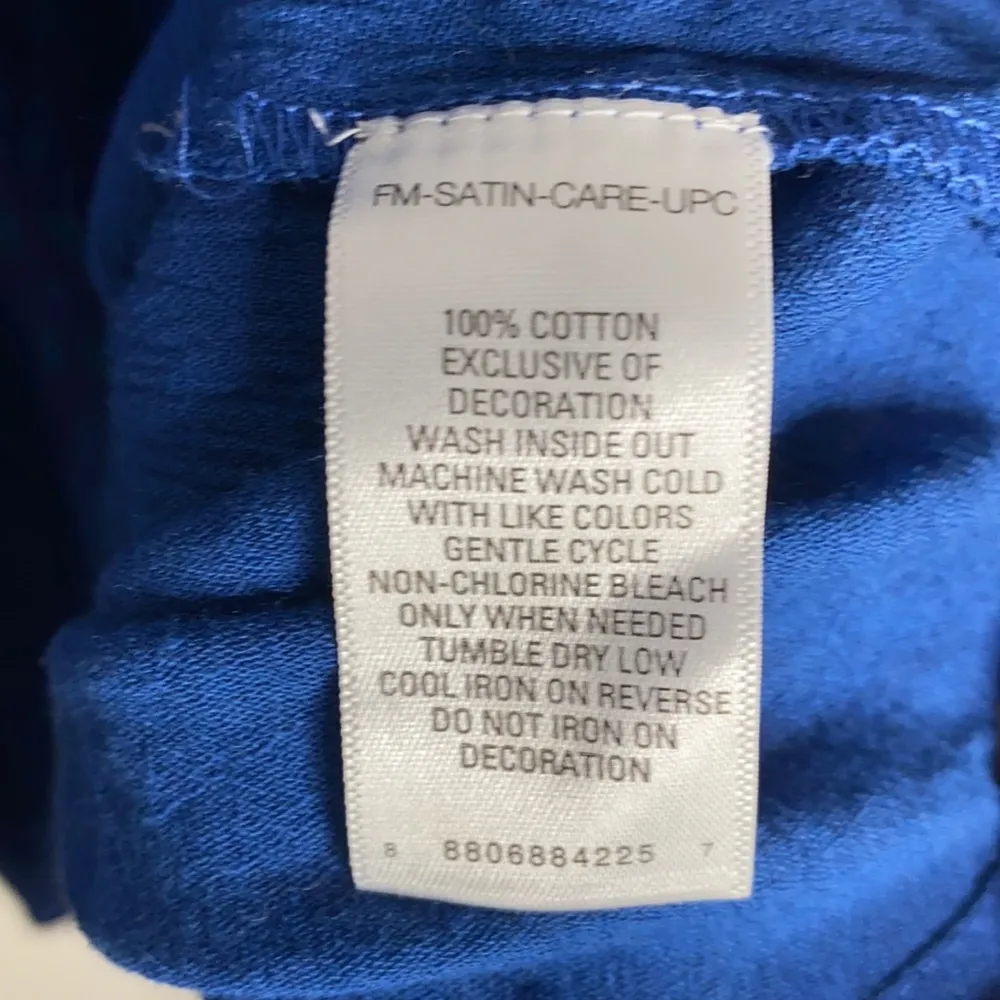 FM-SATIN-CARE-UPC
100% COTTON
EXCLUSIVE OF
DECORATION
WASH INSIDE OUT
MACHINE WASH COLD
WITH LIKE COLORS
GENTLE CYCLE
NON-CHLORINE BLEACH
ONLY WHEN NEEDED
TUMBLE DRY LOW
COOL IRON ON REVERSE
DO NOT IRON ON
DECORATION
8 8806884225 7